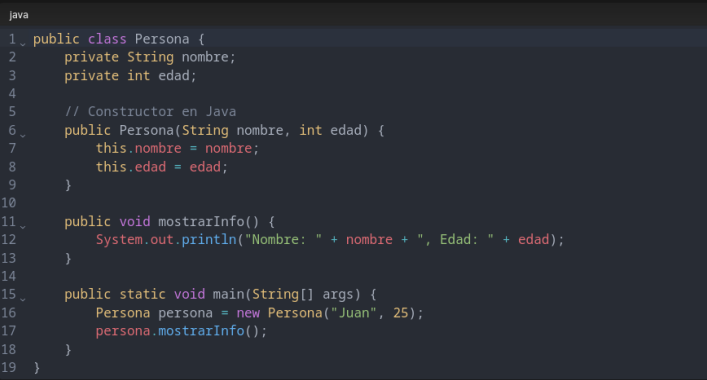 java
1 public class Persona {
2     private String nombre;
3     private int edad;
4
5     // Constructor en Java
6     public Persona(String nombre, int edad) {
7         this.nombre = nombre;
8         this.edad = edad;
9     }
10
11     public void mostrarInfo() {
12         System.out.println("Nombre: " + nombre + ", Edad: " + edad);
13     }
14
15     public static void main(String[] args) {
16         Persona persona = new Persona("Juan", 25);
17         persona.mostrarInfo();
18     }
19 }